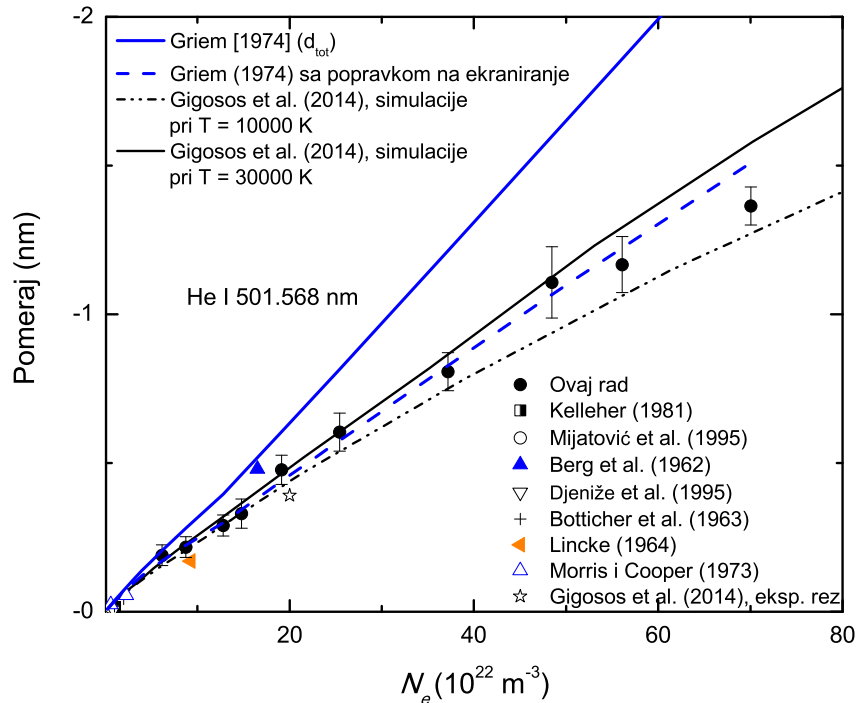 -2
Griem [1974] (d_tot)
Griem (1974) sa popravkom na ekraniranje
Gigosos et al. (2014), simulacije
pri T = 10000 K
Gigosos et al. (2014), simulacije
pri T = 30000 K
Pomeraj (nm)
-1
He I 501.568 nm
Ovaj rad
Kelleher (1981)
Mijatović et al. (1995)
Berg et al. (1962)
Djeniže et al. (1995)
Botticher et al. (1963)
Lincke (1964)
Morris i Cooper (1973)
Gigosos et al. (2014), eksp. rez
-0
20 40 60 80
N_e (10^22 m^-3)